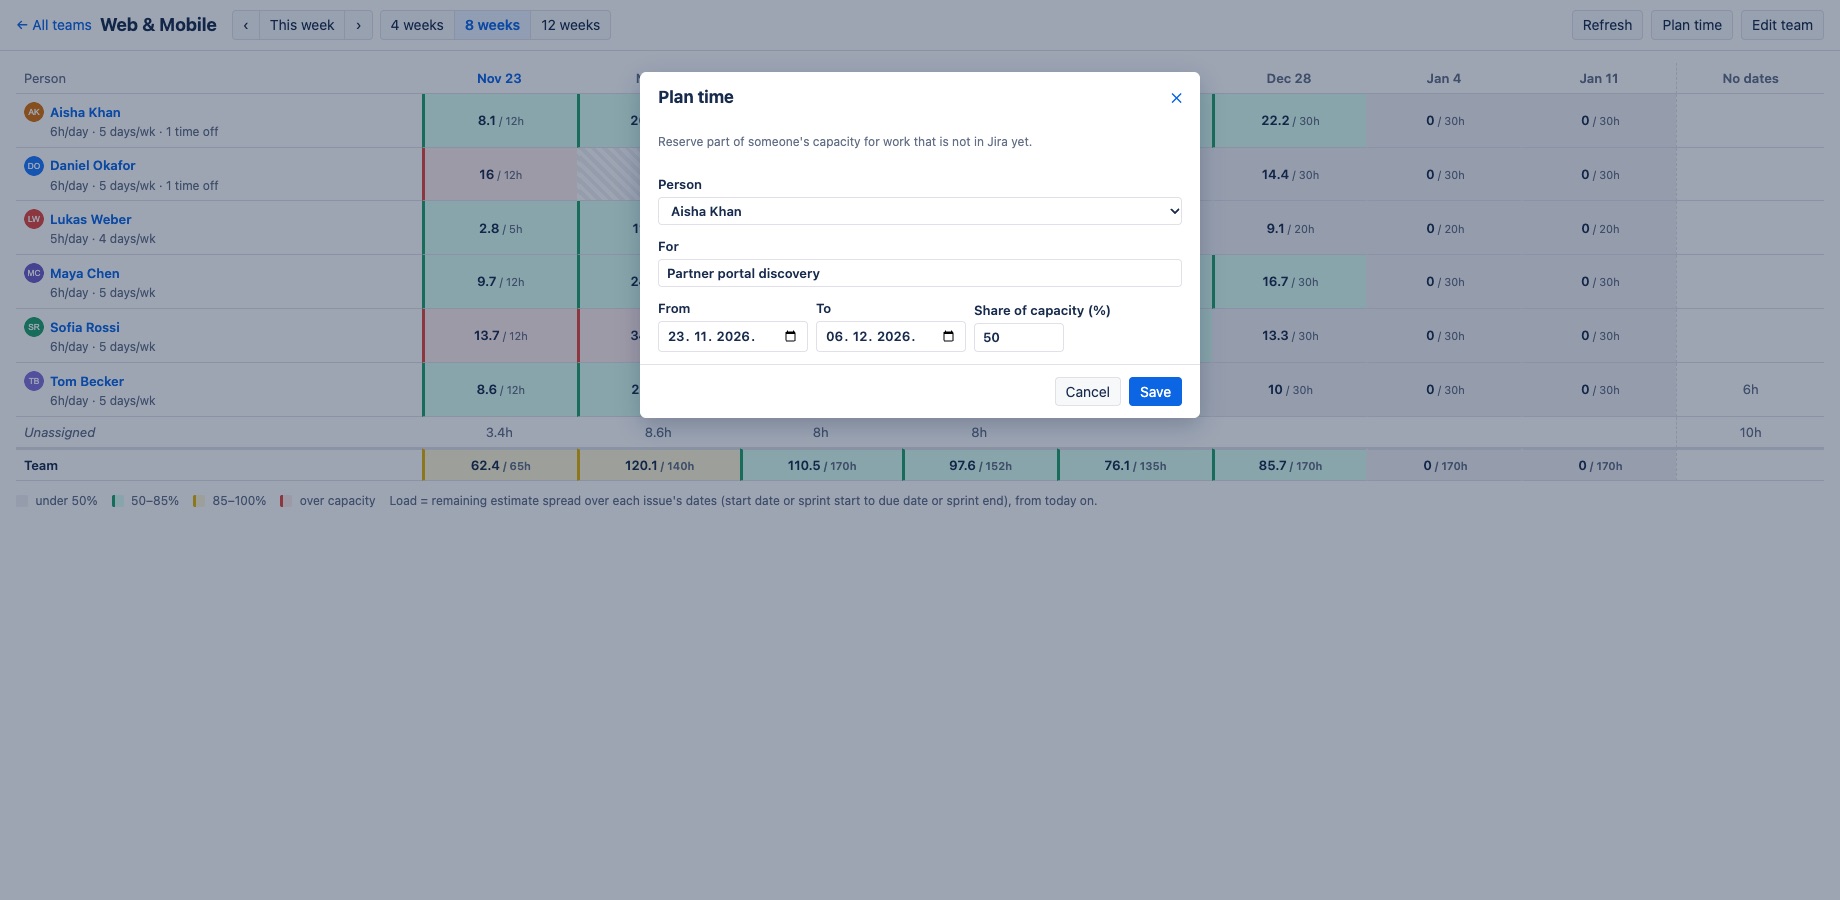 ← All teams Web & Mobile ‹ This week › 4 weeks 8 weeks 12 weeks Refresh Plan time Edit team
Person Nov 23 Dec 28 Jan 4 Jan 11 No dates
AK Aisha Khan
6h/day · 5 days/wk · 1 time off
8.1 / 12h 22.2 / 30h 0 / 30h 0 / 30h
DO Daniel Okafor
6h/day · 5 days/wk · 1 time off
16 / 12h 14.4 / 30h 0 / 30h 0 / 30h
LW Lukas Weber
5h/day · 4 days/wk
2.8 / 5h 9.1 / 20h 0 / 20h 0 / 20h
MC Maya Chen
6h/day · 5 days/wk
9.7 / 12h 16.7 / 30h 0 / 30h 0 / 30h
SR Sofia Rossi
6h/day · 5 days/wk
13.7 / 12h 13.3 / 30h 0 / 30h 0 / 30h
TB Tom Becker
6h/day · 5 days/wk
8.6 / 12h 10 / 30h 0 / 30h 0 / 30h 6h
Plan time
Reserve part of someone's capacity for work that is not in Jira yet.
Person
Aisha Khan
For
Partner portal discovery
From To Share of capacity (%)
23. 11. 2026. 06. 12. 2026. 50
Cancel Save
Unassigned 3.4h 8.6h 8h 8h 10h
Team 62.4 / 65h 120.1 / 140h 110.5 / 170h 97.6 / 152h 76.1 / 135h 85.7 / 170h 0 / 170h 0 / 170h
under 50% 50–85% 85–100% over capacity Load = remaining estimate spread over each issue's dates (start date or sprint start to due date or sprint end), from today on.